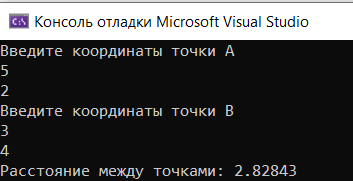 Консоль отладки Microsoft Visual Studio
Введите координаты точки A
5
2
Введите координаты точки B
3
4
Расстояние между точками: 2.82843